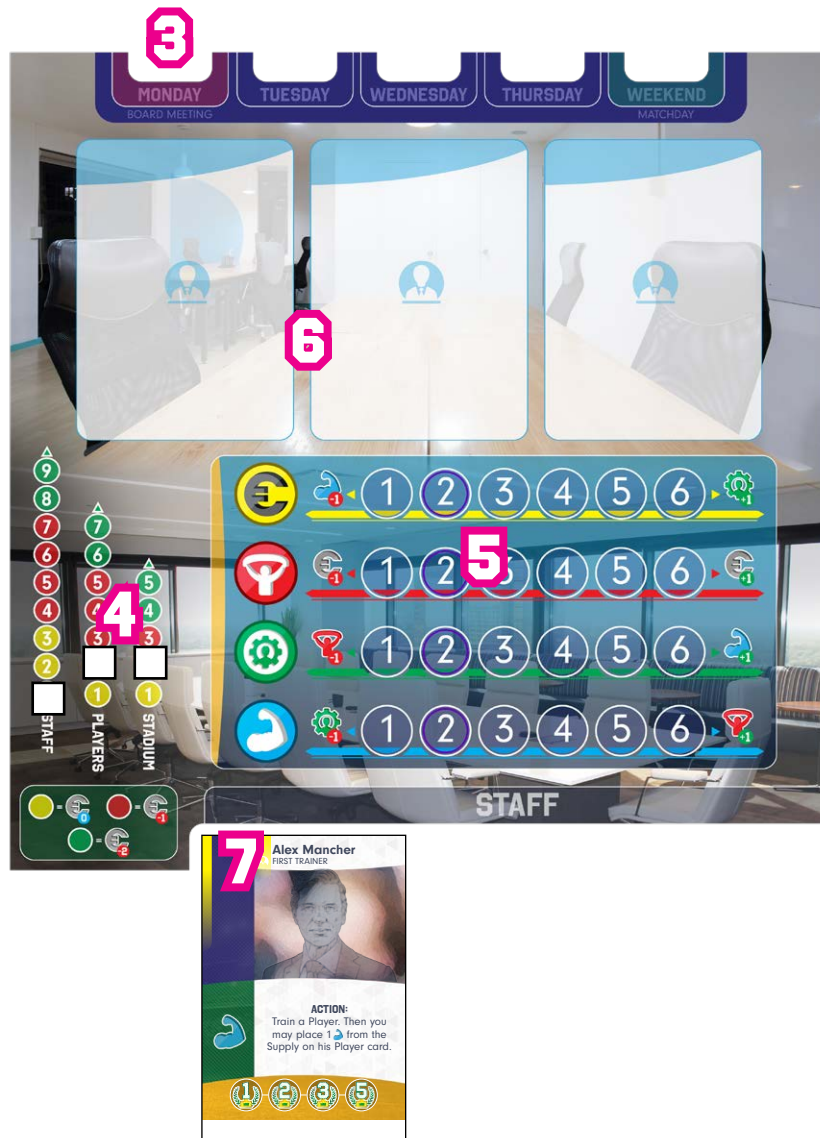 3
MONDAY TUESDAY WEDNESDAY THURSDAY WEEKEND
BOARD MEETING MATCHDAY
6
9
8
7
6
5
4
3
2
STAFF
7
6
5
4
3
1
PLAYERS
5
4
3
1
STADIUM
4
-1 1 2 3 4 5 6 +1
-1 1 2 3 4 5 6 +1
-1 1 2 3 4 5 6 +1
-1 1 2 3 4 5 6 +1
5
= 0 = -1
= -2
STAFF
7
Alex Mancher
FIRST TRAINER
ACTION:
Train a Player. Then you
may place 1 from the
Supply on his Player card.
1 2 3 5